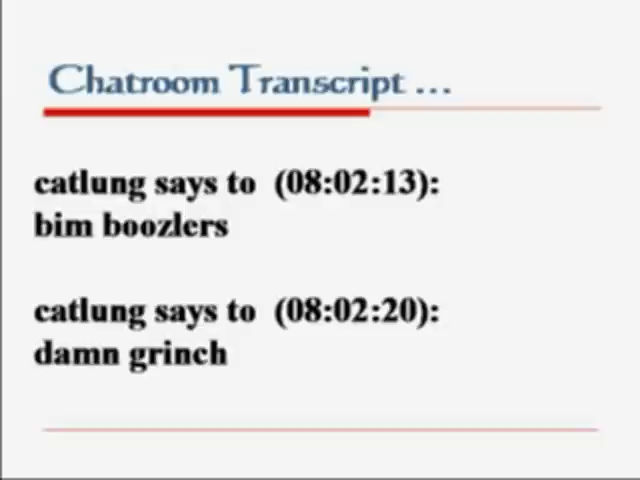 Chatroom Transcript ...
catlung says to (08:02:13):
bim boozlers
catlung says to (08:02:20):
damn grinch